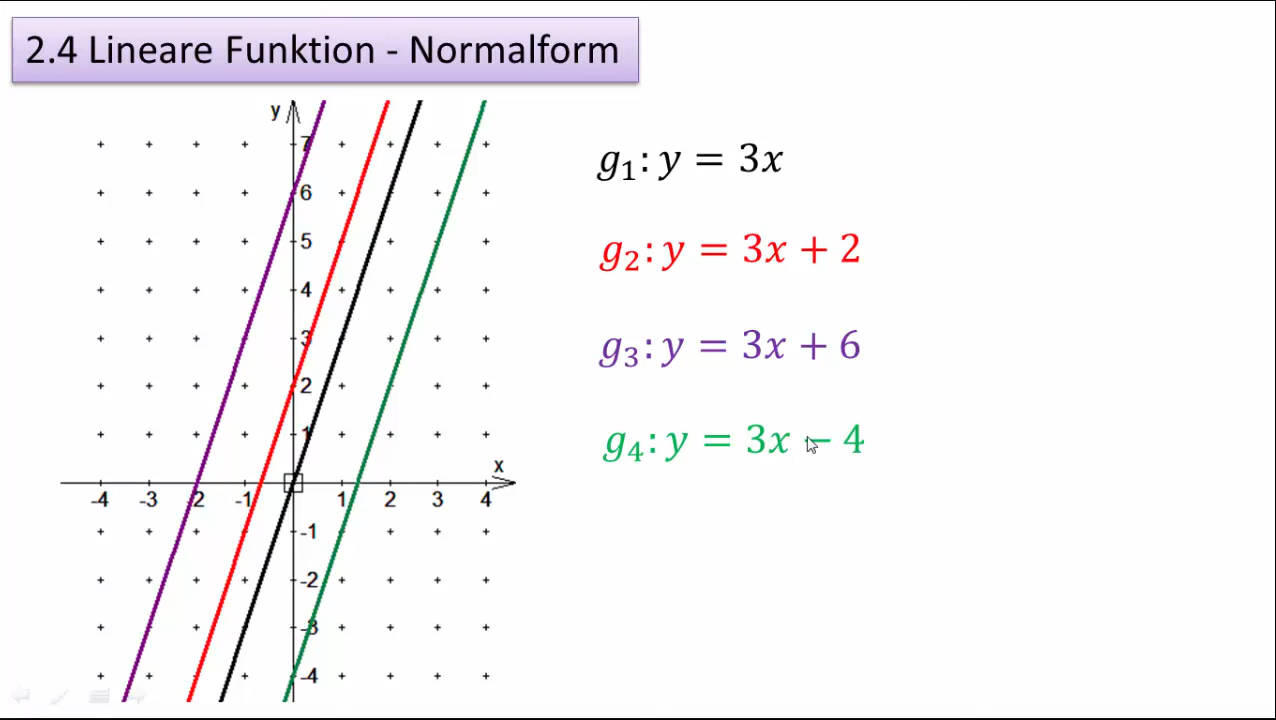 2.4 Lineare Funktion - Normalform
y
7
6
5
4
3
2
1
x
-4 -3 -2 -1 1 2 3 4
-1
-2
-3
-4
g₁: y = 3x
g₂: y = 3x + 2
g₃: y = 3x + 6
g₄: y = 3x − 4